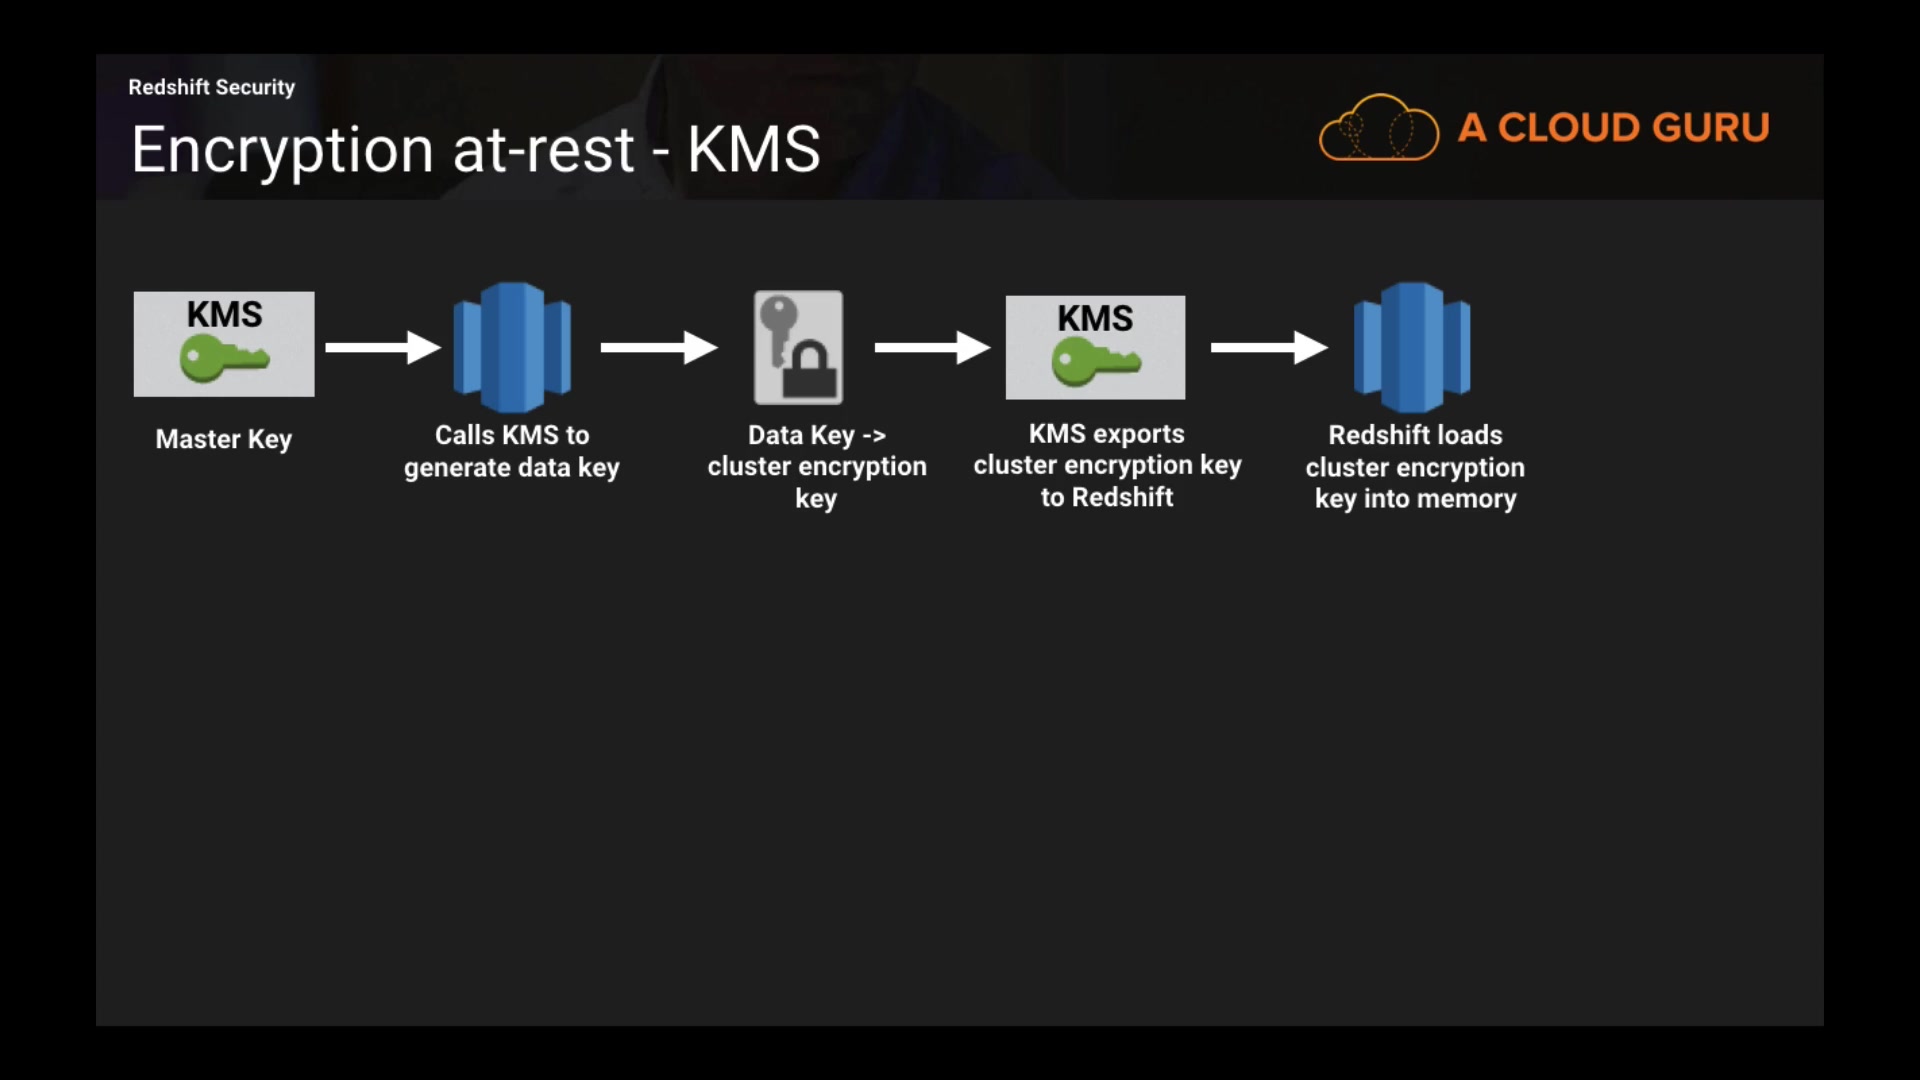 Redshift Security
Encryption at-rest - KMS
A CLOUD GURU
KMS
Master Key
Calls KMS to
generate data key
Data Key ->
cluster encryption
key
KMS
KMS exports
cluster encryption key
to Redshift
Redshift loads
cluster encryption
key into memory